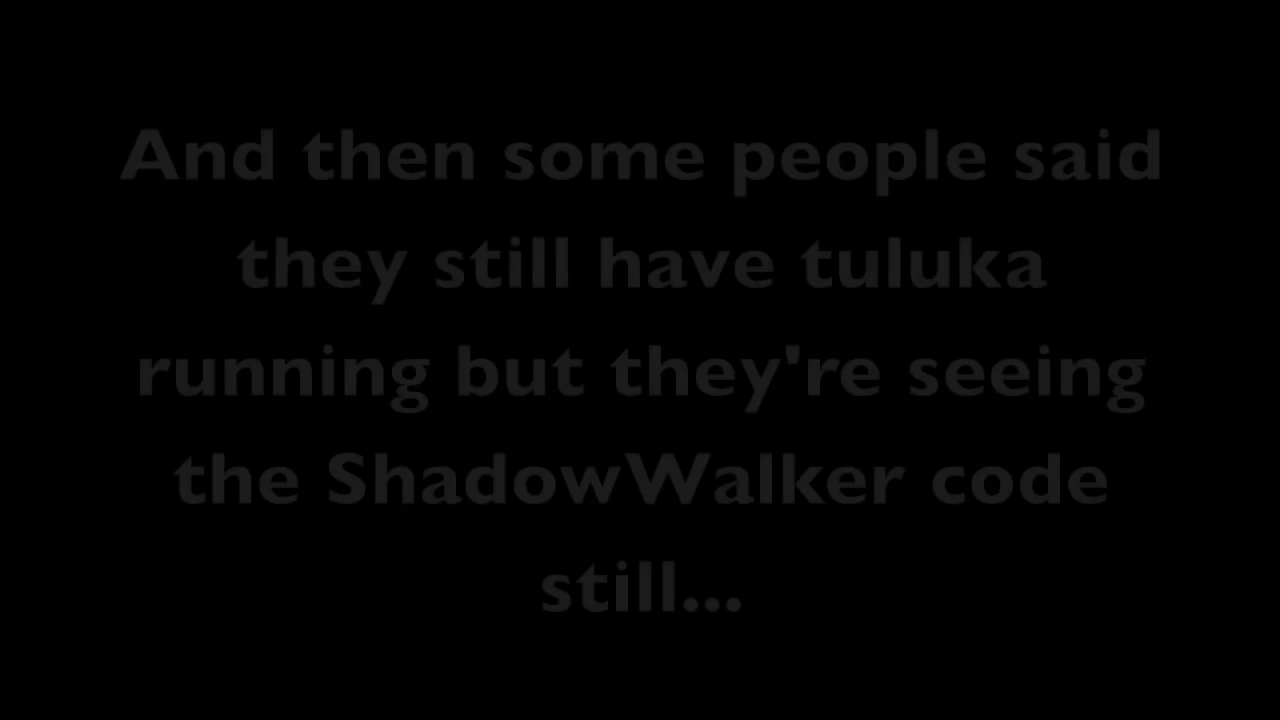 And then some people said
they still have tuluka
running but they're seeing
the ShadowWalker code
still...